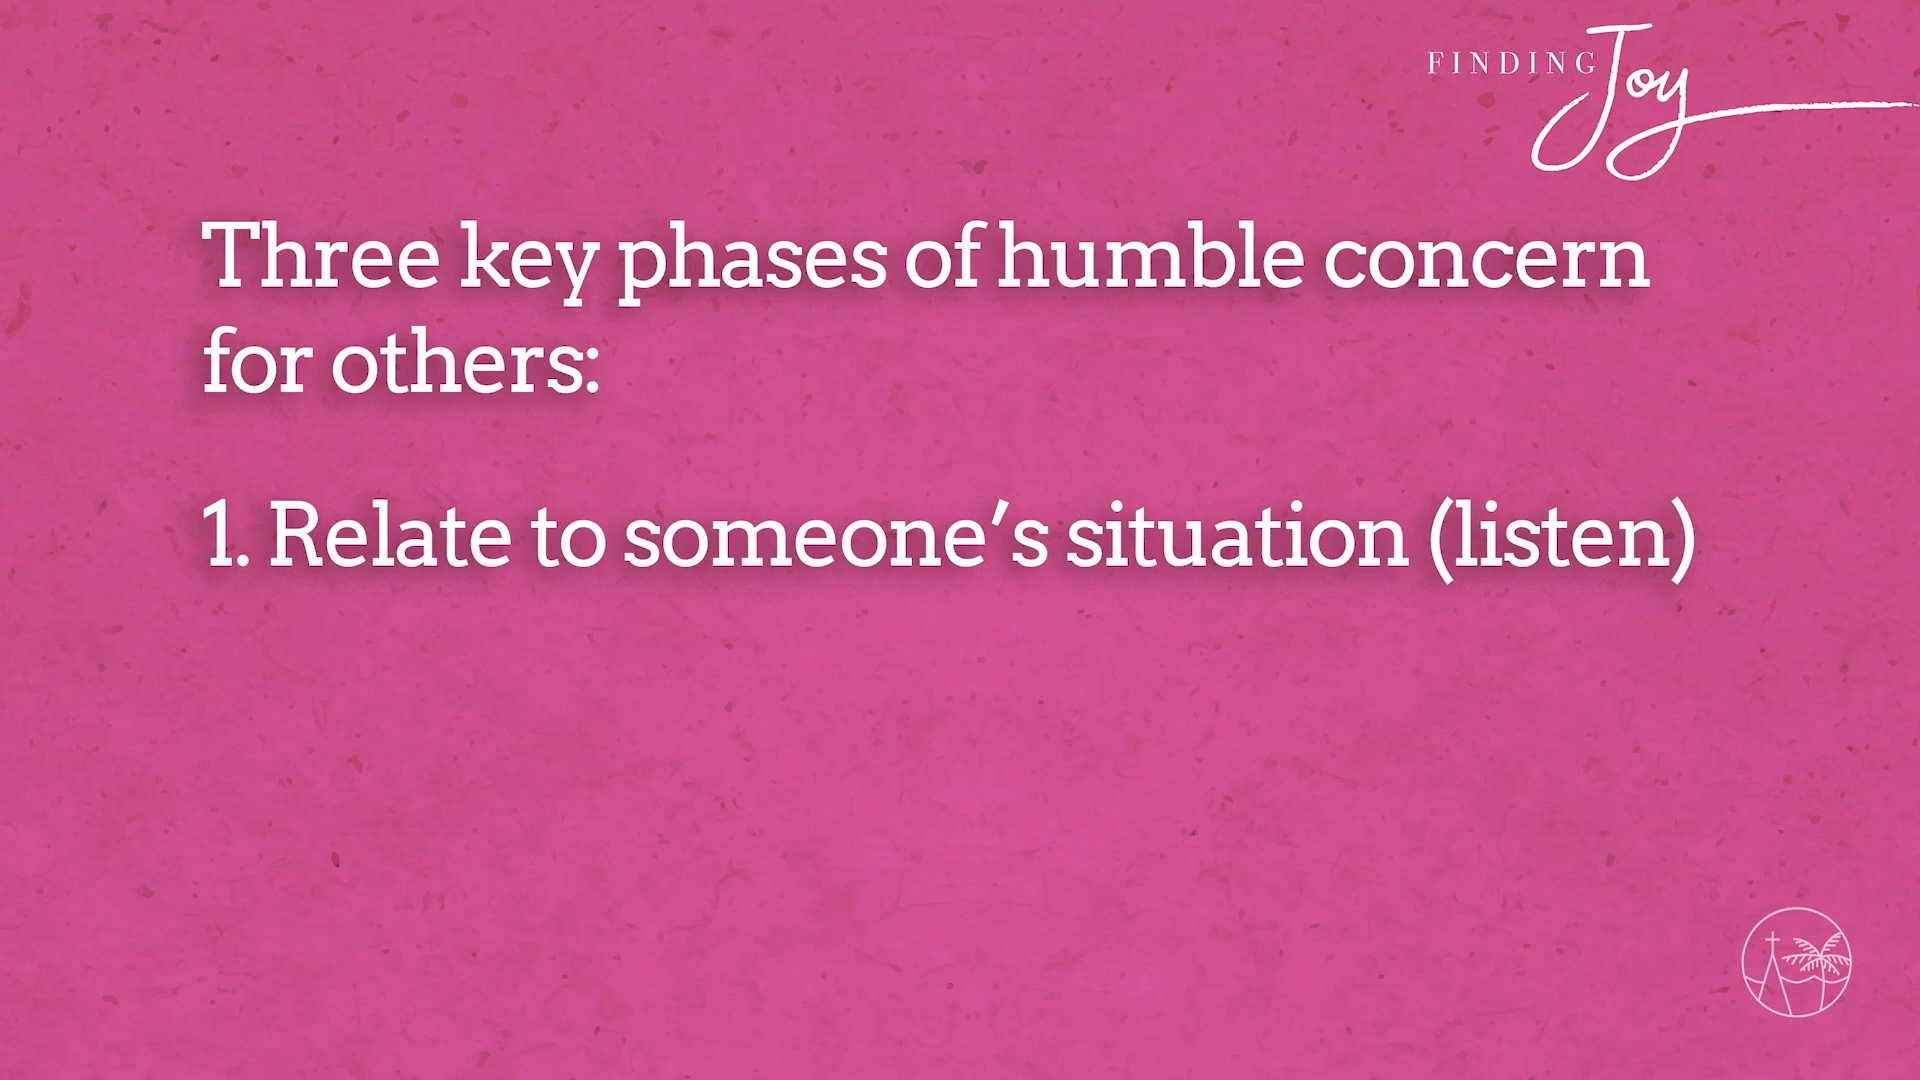 FINDING Joy
Three key phases of humble concern
for others:
1. Relate to someone’s situation (listen)